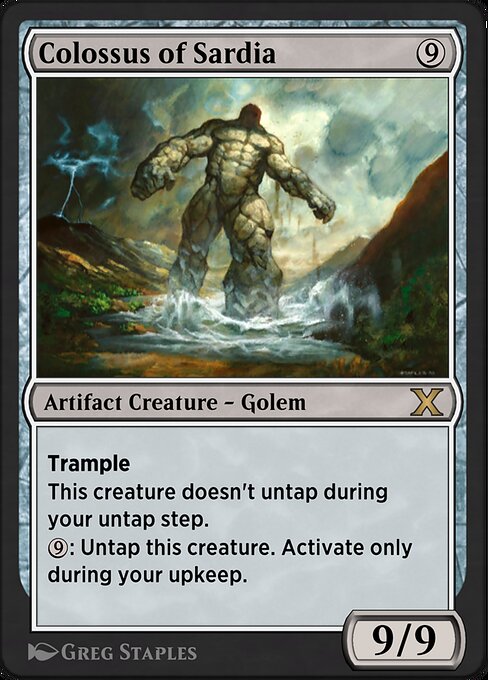 Colossus of Sardia 9
Artifact Creature - Golem X
Trample
This creature doesn't untap during
your untap step.
9: Untap this creature. Activate only
during your upkeep.
9/9
Greg Staples